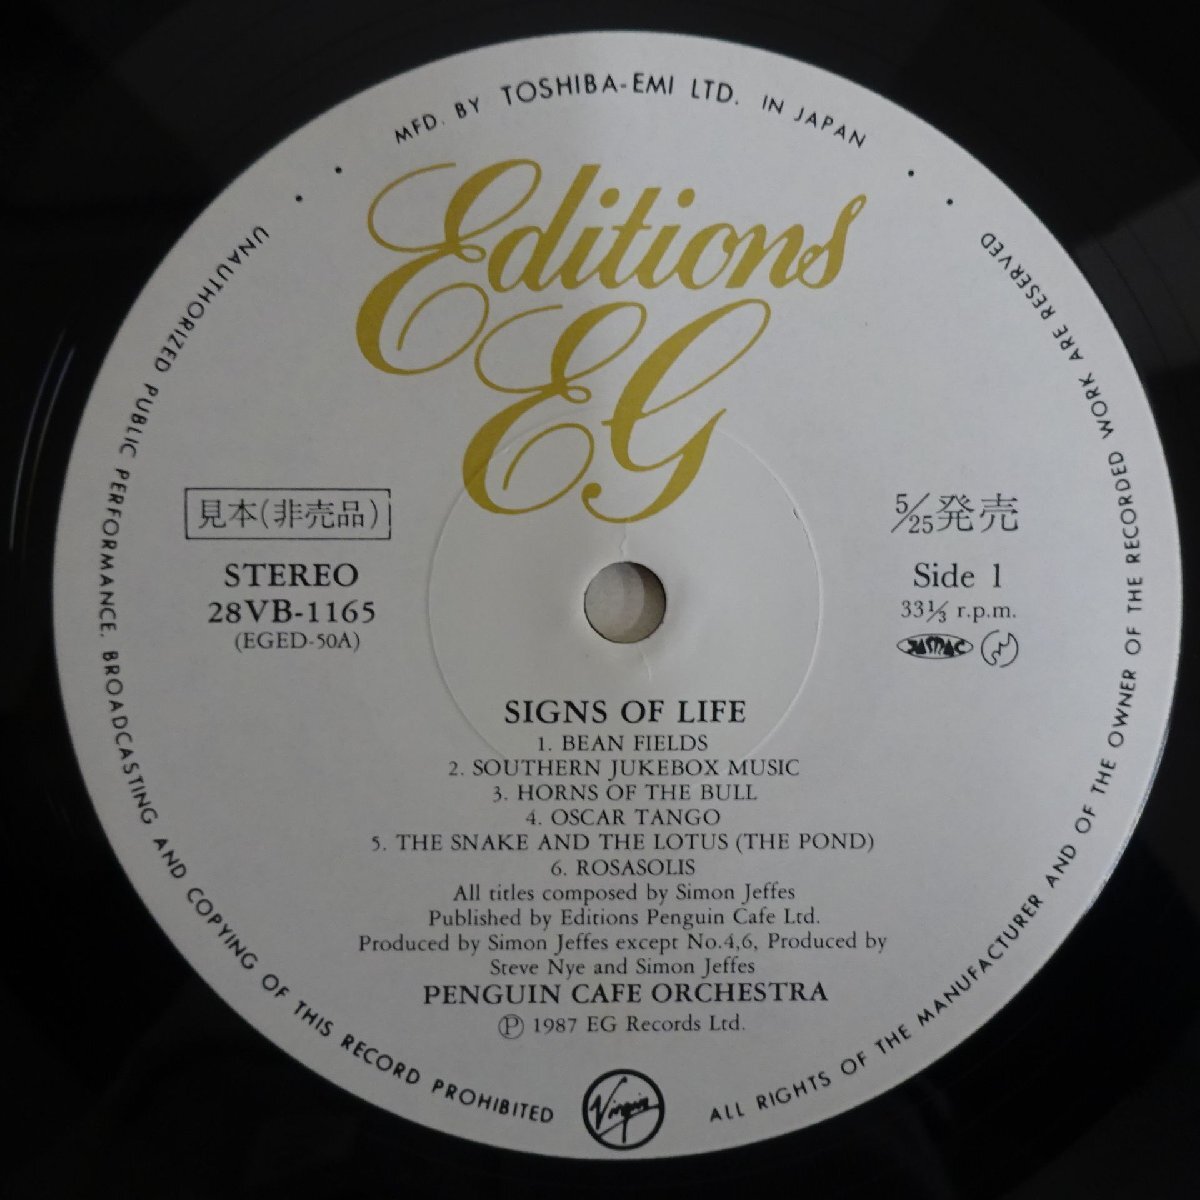 MFD. BY TOSHIBA-EMI LTD. IN JAPAN
Editions
EG
見本(非売品)
STEREO
28VB-1165
(EGED-50A)
5/25発売
Side 1
33⅓ r.p.m.
JASRAC
SIGNS OF LIFE
1. BEAN FIELDS
2. SOUTHERN JUKEBOX MUSIC
3. HORNS OF THE BULL
4. OSCAR TANGO
5. THE SNAKE AND THE LOTUS (THE POND)
6. ROSASOLIS
All titles composed by Simon Jeffes
Published by Editions Penguin Cafe Ltd.
Produced by Simon Jeffes except No.4,6, Produced by
Steve Nye and Simon Jeffes
PENGUIN CAFE ORCHESTRA
Ⓟ 1987 EG Records Ltd.
Virgin
ALL RIGHTS OF THE MANUFACTURER AND OF THE OWNER OF THE RECORDED WORK ARE RESERVED
UNAUTHORIZED PUBLIC PERFORMANCE, BROADCASTING AND COPYING OF THIS RECORD PROHIBITED